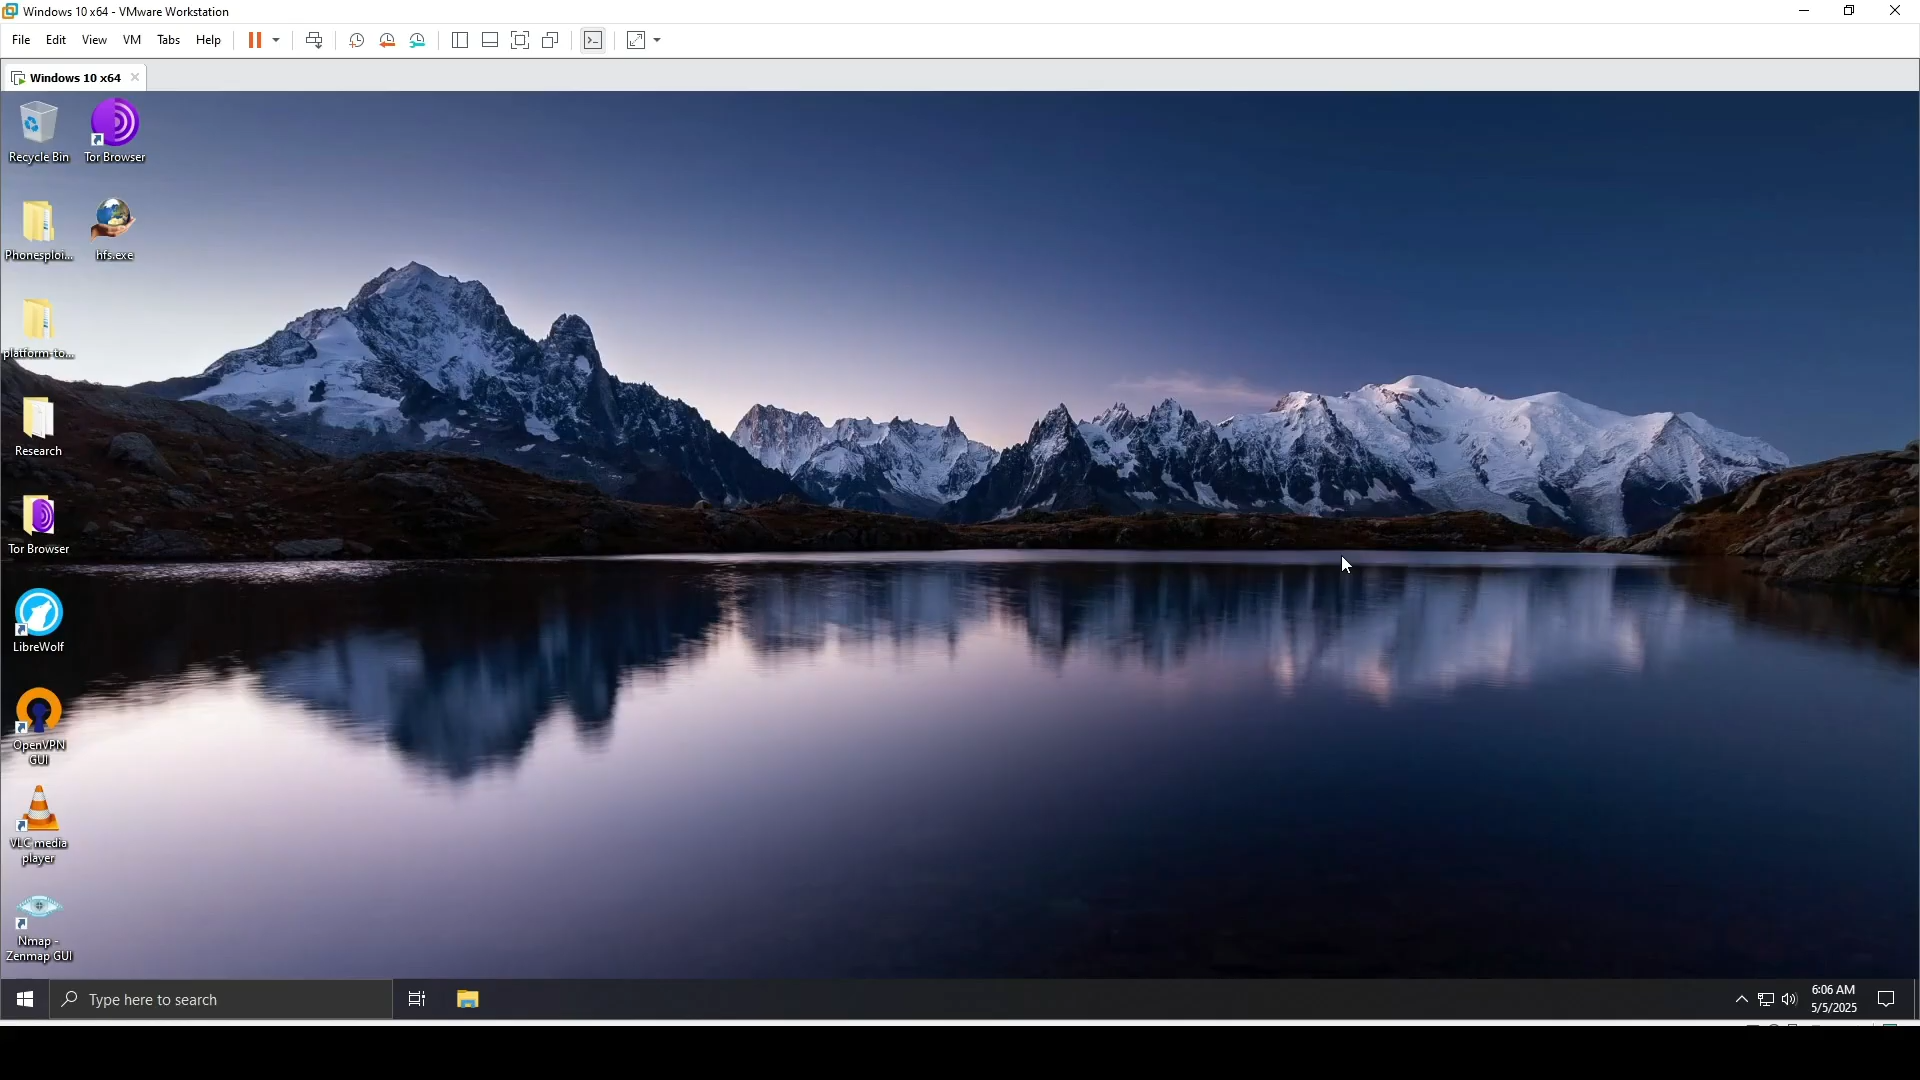 Windows 10 x64 - VMware Workstation
File Edit View VM Tabs Help
Windows 10 x64
Recycle Bin
Tor Browser
Phonesploi...
hfs.exe
platform-to...
Research
Tor Browser
LibreWolf
OpenVPN
GUI
VLC media
player
Nmap -
Zenmap GUI
Type here to search
6:06 AM
5/5/2025